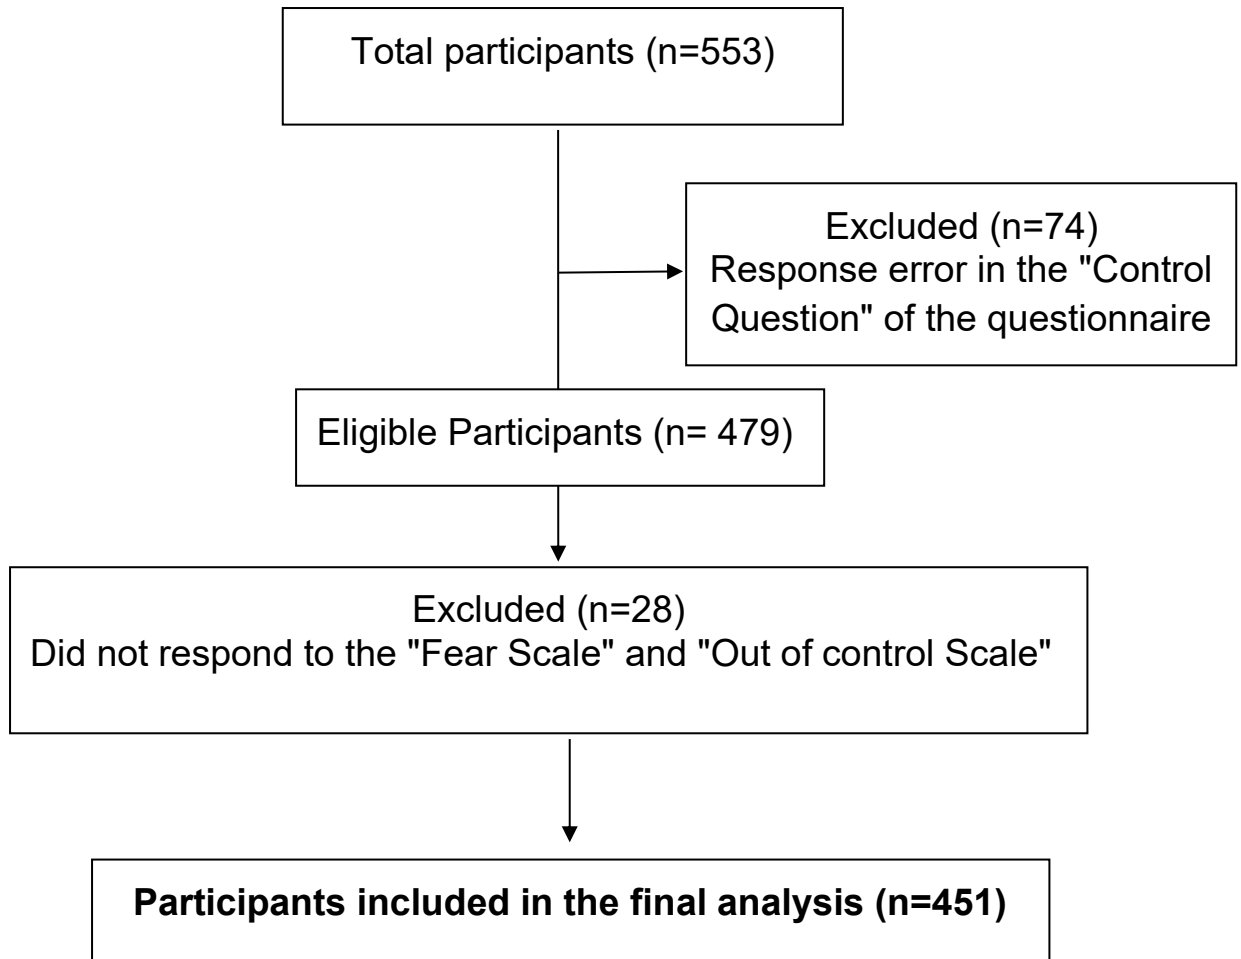 Total participants (n=553)
Excluded (n=74)
Response error in the "Control
Question" of the questionnaire
Eligible Participants (n= 479)
Excluded (n=28)
Did not respond to the "Fear Scale" and "Out of control Scale"
Participants included in the final analysis (n=451)